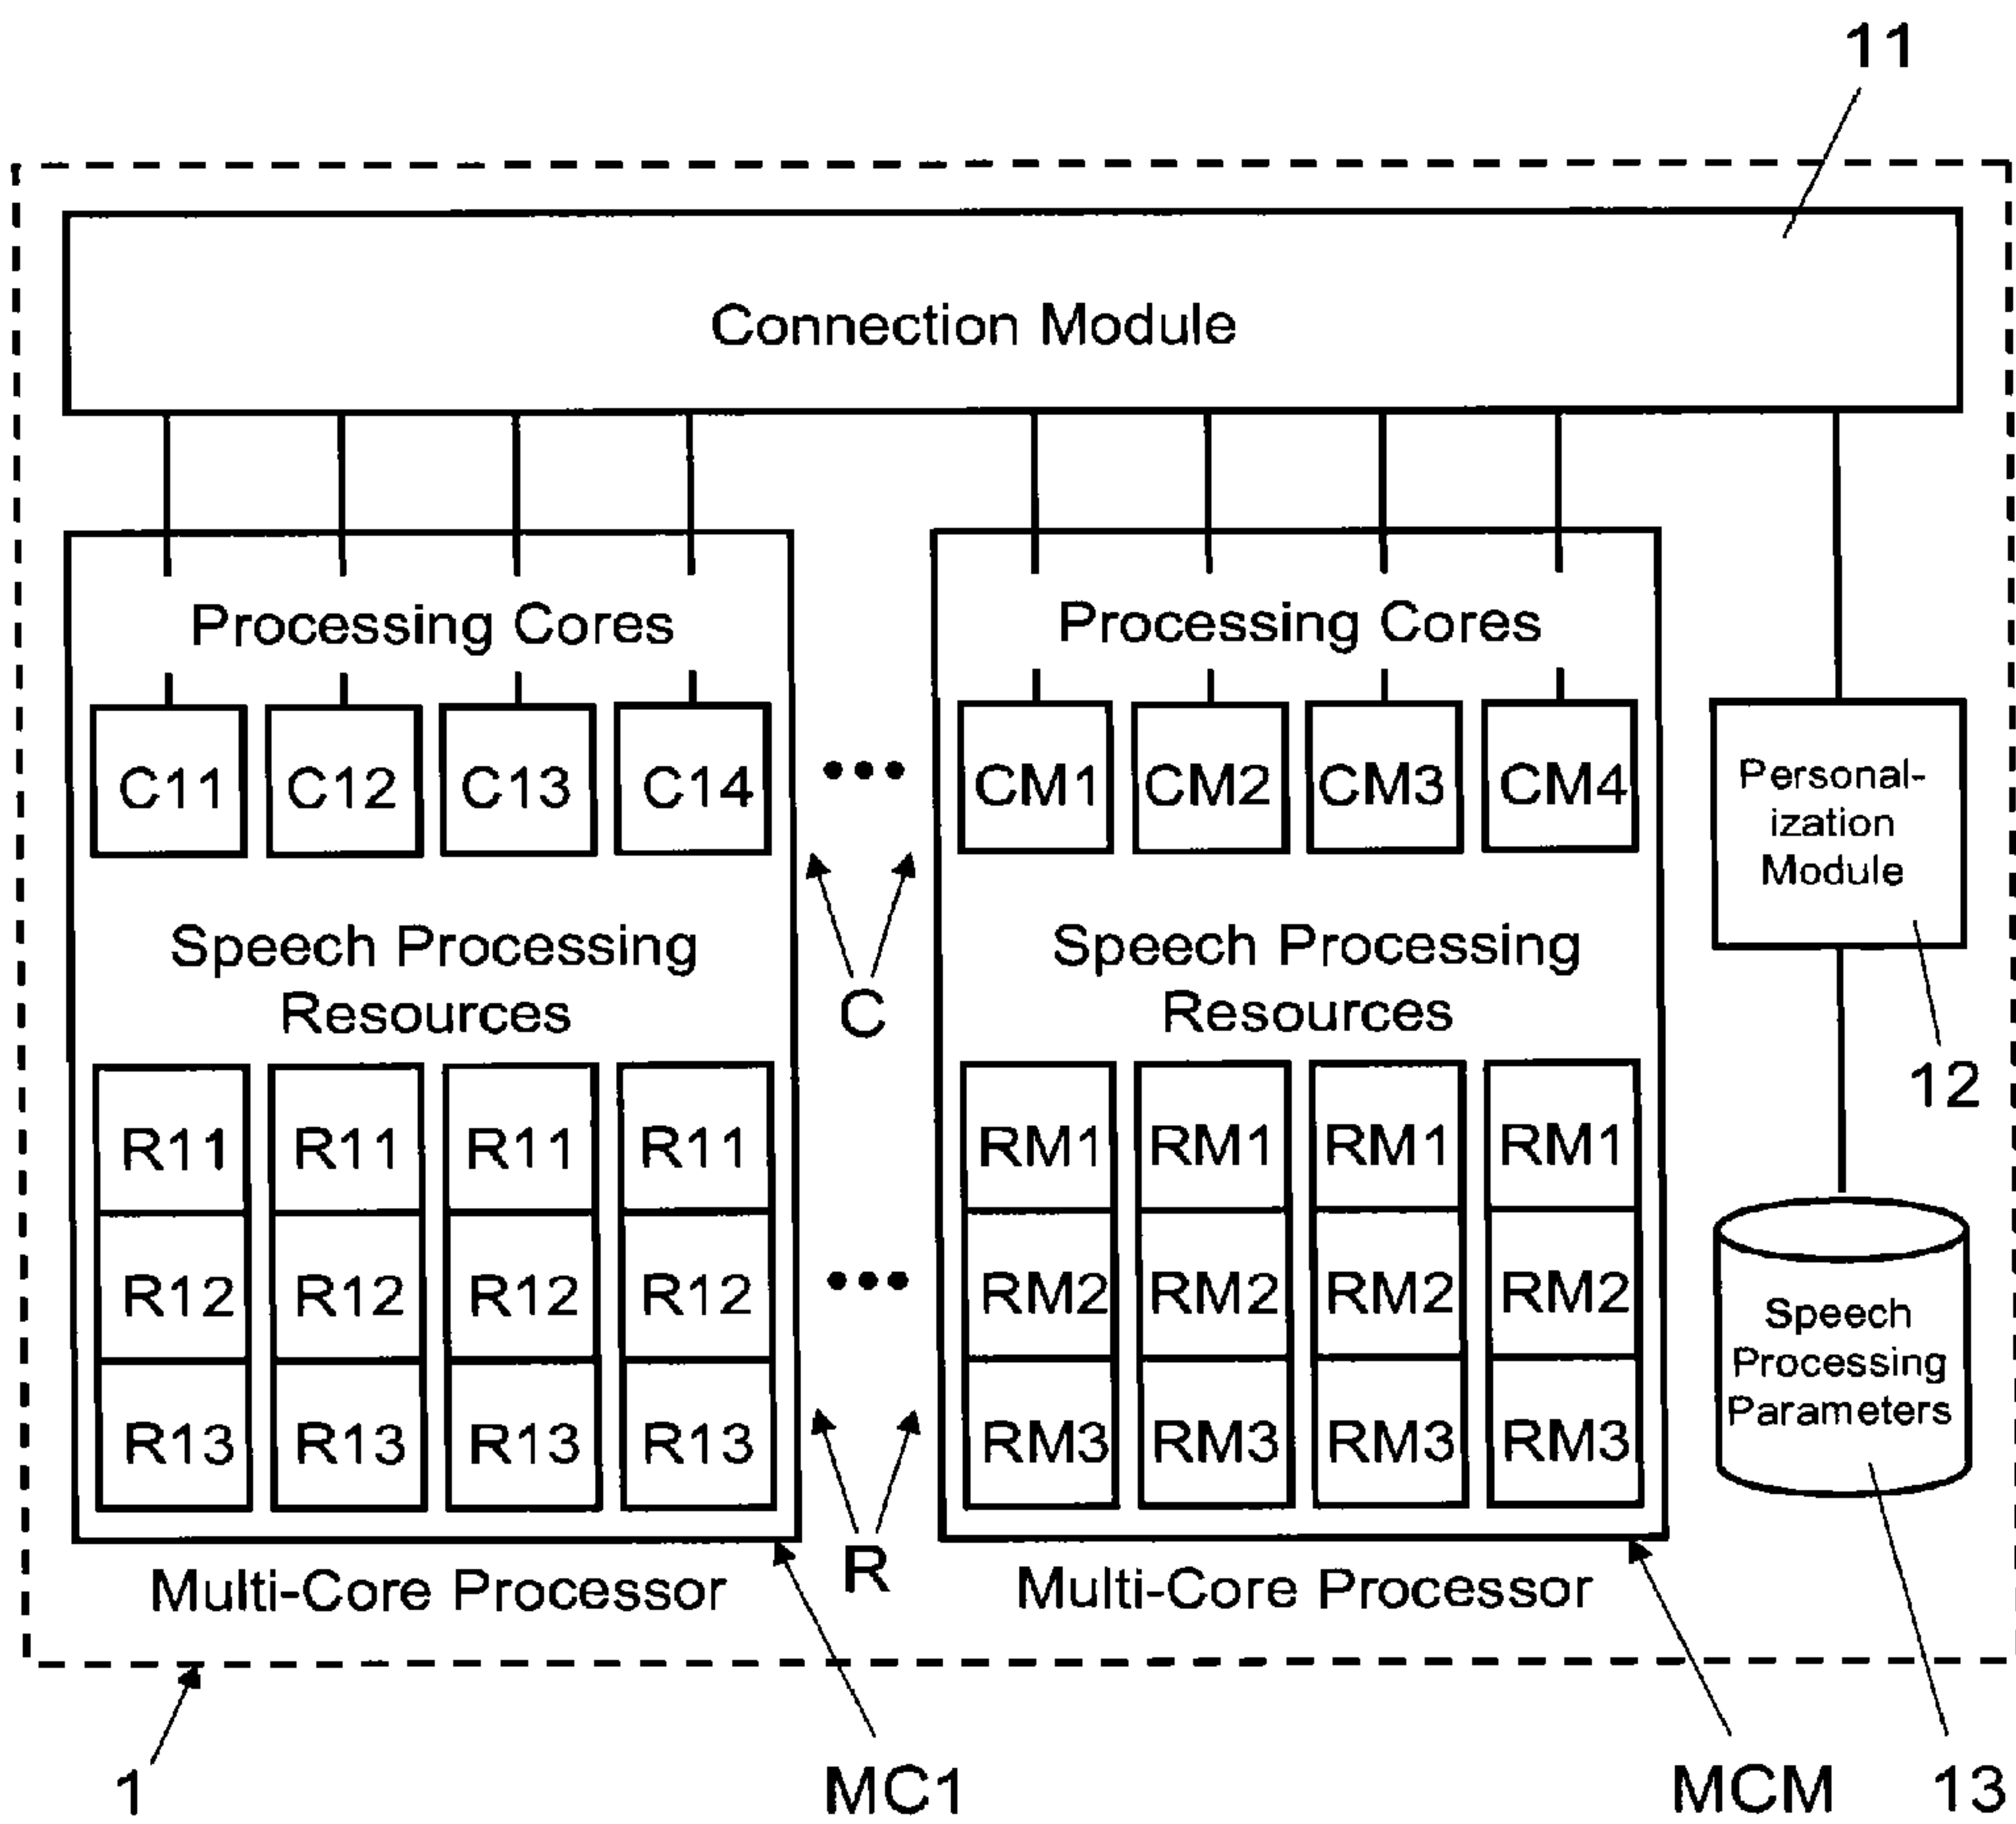 11
Connection Module
Processing Cores
Processing Cores
C11 C12 C13 C14
CM1 CM2 CM3 CM4
Personal-
ization
Module
Speech Processing
Resources
C
Speech Processing
Resources
12
R11 R11 R11 R11
R12 R12 R12 R12
R13 R13 R13 R13
RM1 RM1 RM1 RM1
RM2 RM2 RM2 RM2
RM3 RM3 RM3 RM3
Speech
Processing
Parameters
R
Multi-Core Processor
Multi-Core Processor
1
MC1
MCM
13